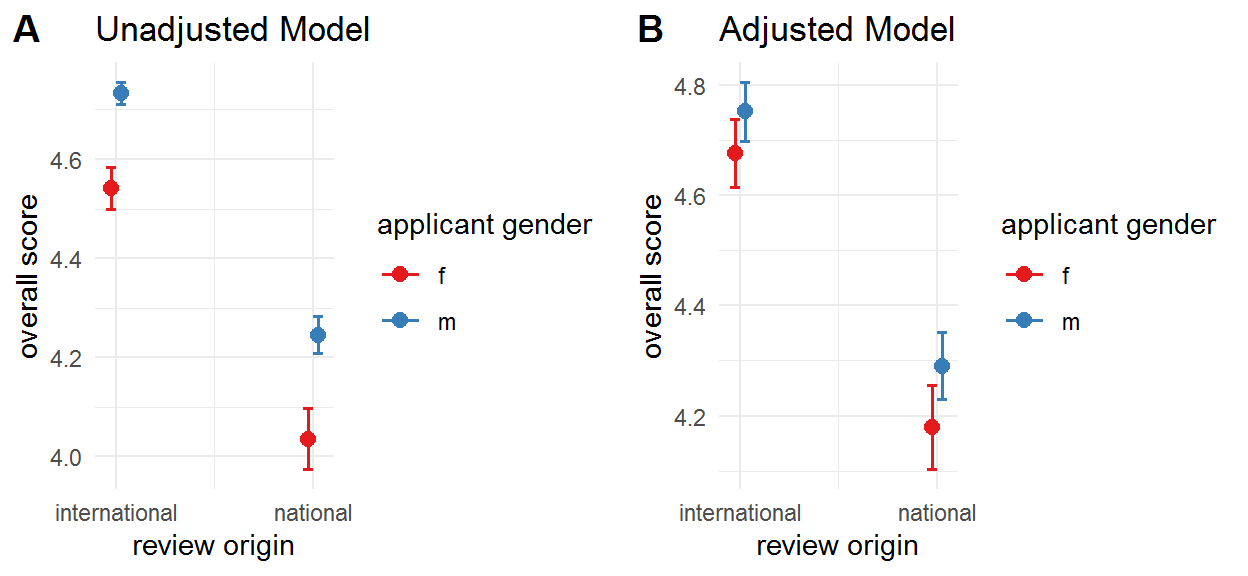 A Unadjusted Model
overall score
4.6
4.4
4.2
4.0
international national
review origin
applicant gender
f
m
B Adjusted Model
overall score
4.8
4.6
4.4
4.2
international national
review origin
applicant gender
f
m